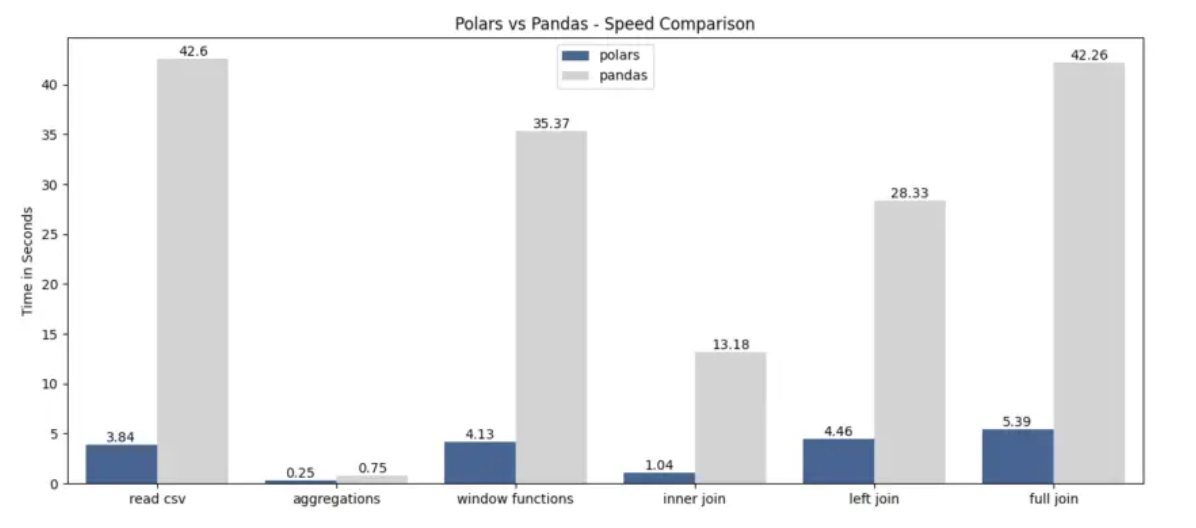 Polars vs Pandas - Speed Comparison
polars
pandas
Time in Seconds
40
35
30
25
20
15
10
5
0
3.84
42.6
0.25
0.75
4.13
35.37
1.04
13.18
4.46
28.33
5.39
42.26
read csv
aggregations
window functions
inner join
left join
full join